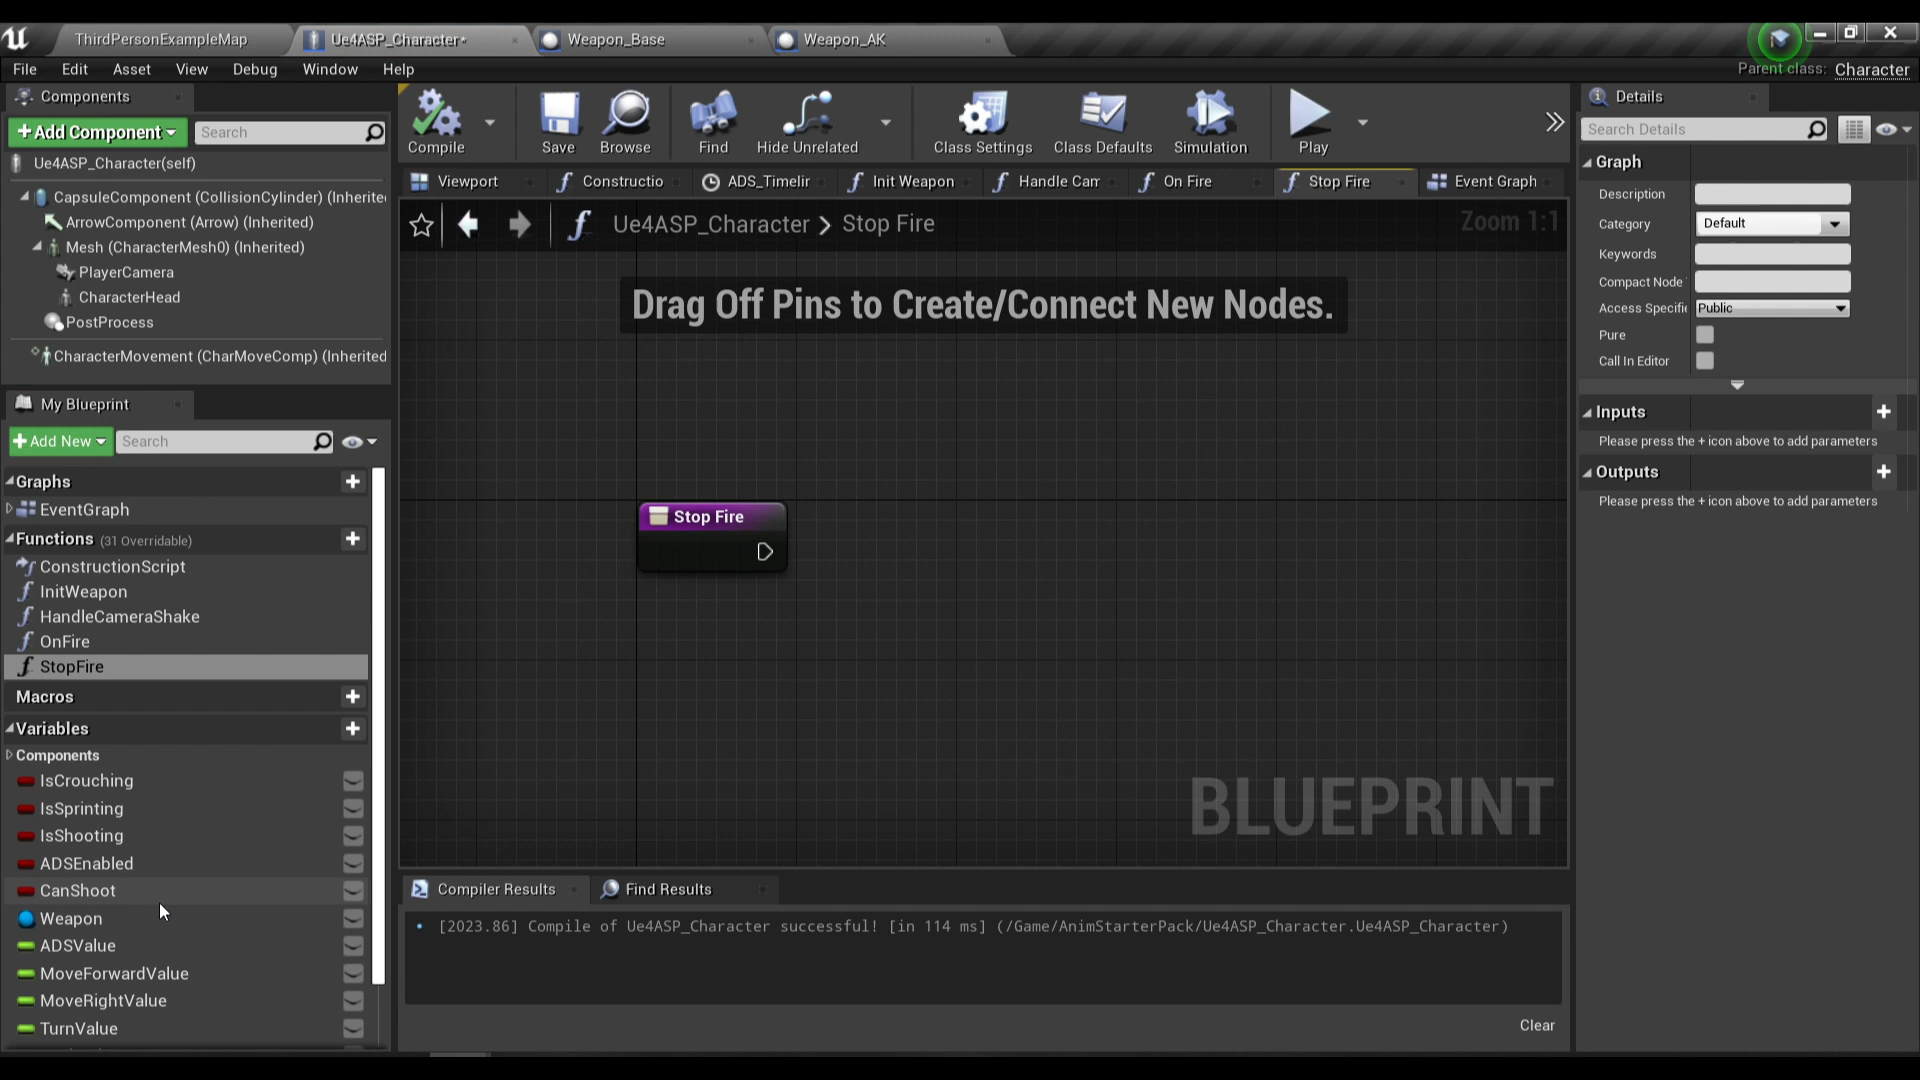 ThirdPersonExampleMap
Ue4ASP_Character*
Weapon_Base
Weapon_AK
File Edit Asset View Debug Window Help
Parent class: Character
Components
+Add Component
Search
Ue4ASP_Character(self)
CapsuleComponent (CollisionCylinder) (Inherite
ArrowComponent (Arrow) (Inherited)
Mesh (CharacterMesh0) (Inherited)
PlayerCamera
CharacterHead
PostProcess
CharacterMovement (CharMoveComp) (Inherited
My Blueprint
+Add New
Search
Graphs
EventGraph
Functions (31 Overridable)
ConstructionScript
InitWeapon
HandleCameraShake
OnFire
StopFire
Macros
Variables
Components
IsCrouching
IsSprinting
IsShooting
ADSEnabled
CanShoot
Weapon
ADSValue
MoveForwardValue
MoveRightValue
TurnValue
Compile
Save
Browse
Find
Hide Unrelated
Class Settings
Class Defaults
Simulation
Play
Viewport
Constructio
ADS_Timelir
Init Weapon
Handle Carr
On Fire
Stop Fire
Event Graph
Ue4ASP_Character > Stop Fire
Zoom 1:1
Drag Off Pins to Create/Connect New Nodes.
Stop Fire
BLUEPRINT
Compiler Results
Find Results
[2023.86] Compile of Ue4ASP_Character successful! [in 114 ms] (/Game/AnimStarterPack/Ue4ASP_Character.Ue4ASP_Character)
Clear
Details
Search Details
Graph
Description
Category Default
Keywords
Compact Node
Access Specifie Public
Pure
Call In Editor
Inputs
Please press the + icon above to add parameters
Outputs
Please press the + icon above to add parameters